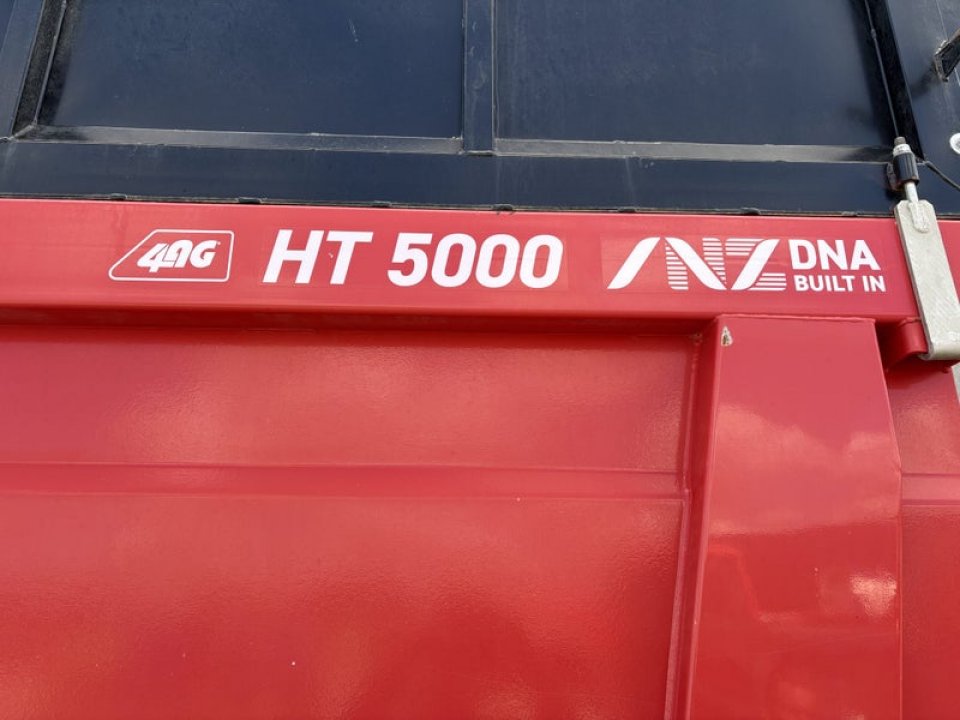 4AG HT 5000 NZ DNA
BUILT IN